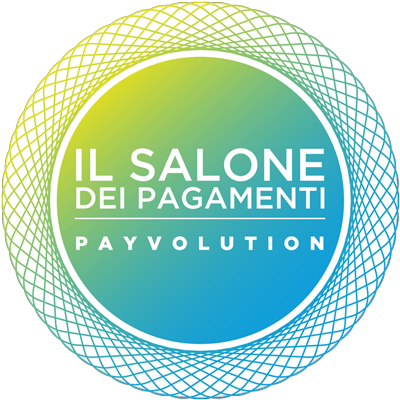 IL SALONE
DEI PAGAMENTI
PAYVOLUTION